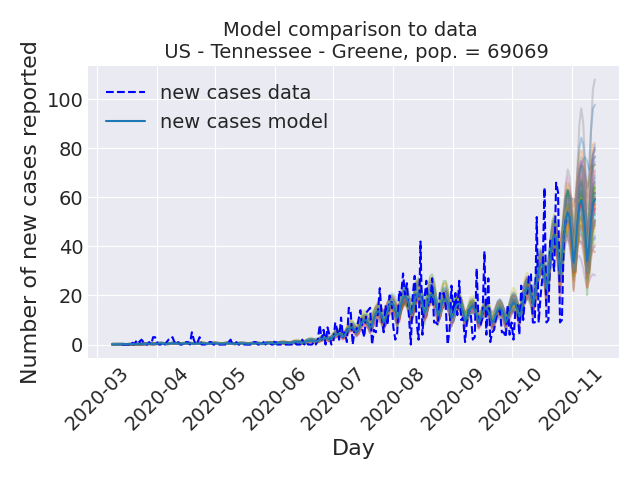 Model comparison to data
US - Tennessee - Greene, pop. = 69069
Number of new cases reported
new cases data
new cases model
100
80
60
40
20
0
2020-03
2020-04
2020-05
2020-06
2020-07
2020-08
2020-09
2020-10
2020-11
Day